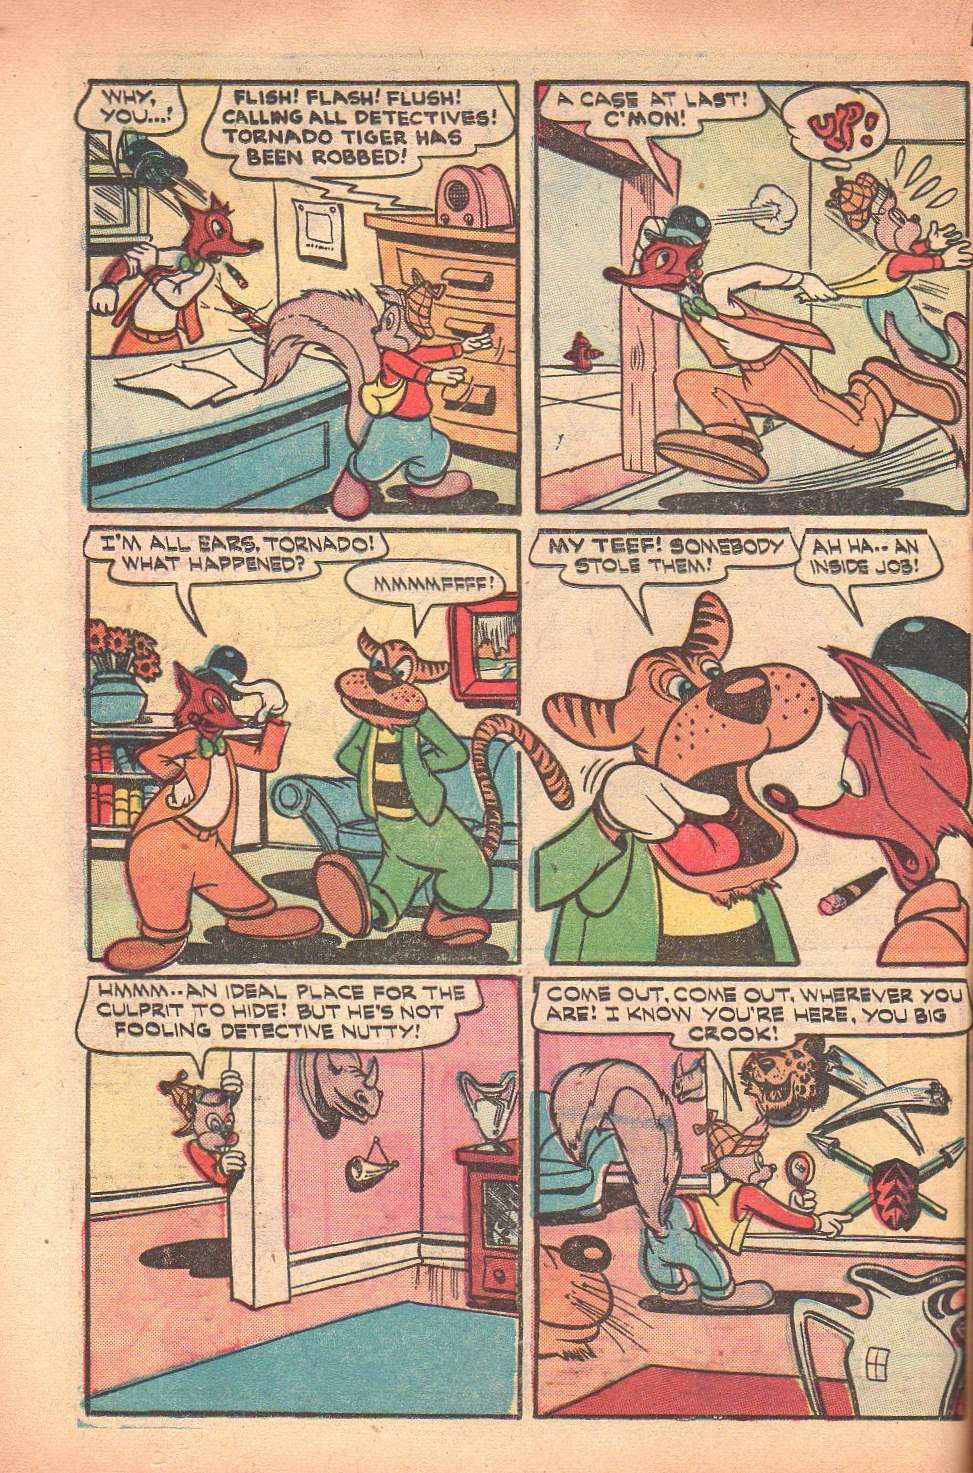 WHY,
YOU...!
FLISH! FLASH! FLUSH!
CALLING ALL DETECTIVES!
TORNADO TIGER HAS
BEEN ROBBED!
A CASE AT LAST!
C'MON!
UP!
I'M ALL EARS, TORNADO!
WHAT HAPPENED?
MMMMFFFF!
MY TEEF! SOMEBODY
STOLE THEM!
AH HA-- AN
INSIDE JOB!
HMMM--AN IDEAL PLACE FOR THE
CULPRIT TO HIDE! BUT HE'S NOT
FOOLING DETECTIVE NUTTY!
COME OUT, COME OUT, WHEREVER YOU
ARE! I KNOW YOU'RE HERE, YOU BIG
CROOK!